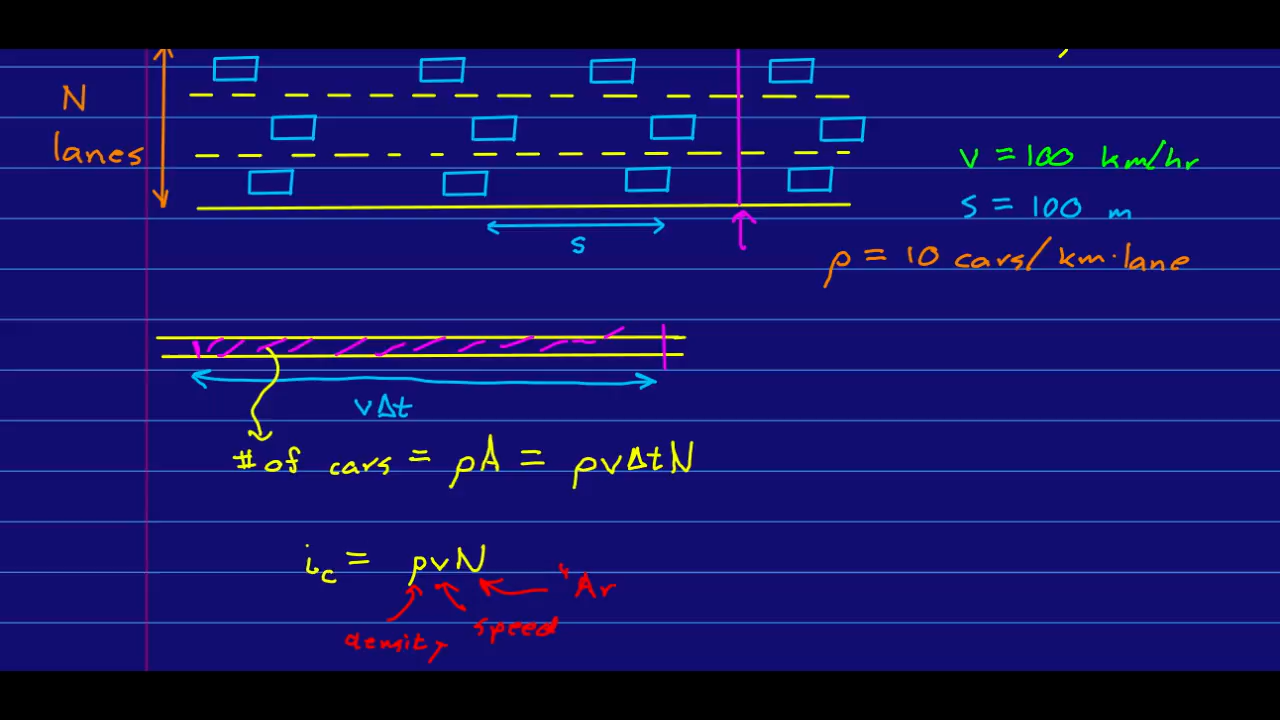 N
lanes
v = 100 km/hr
s = 100 m
s
ρ = 10 cars/km·lane
vΔt
# of cars = ρA = ρvΔtN
i_c = ρvN
"Ar
speed
density